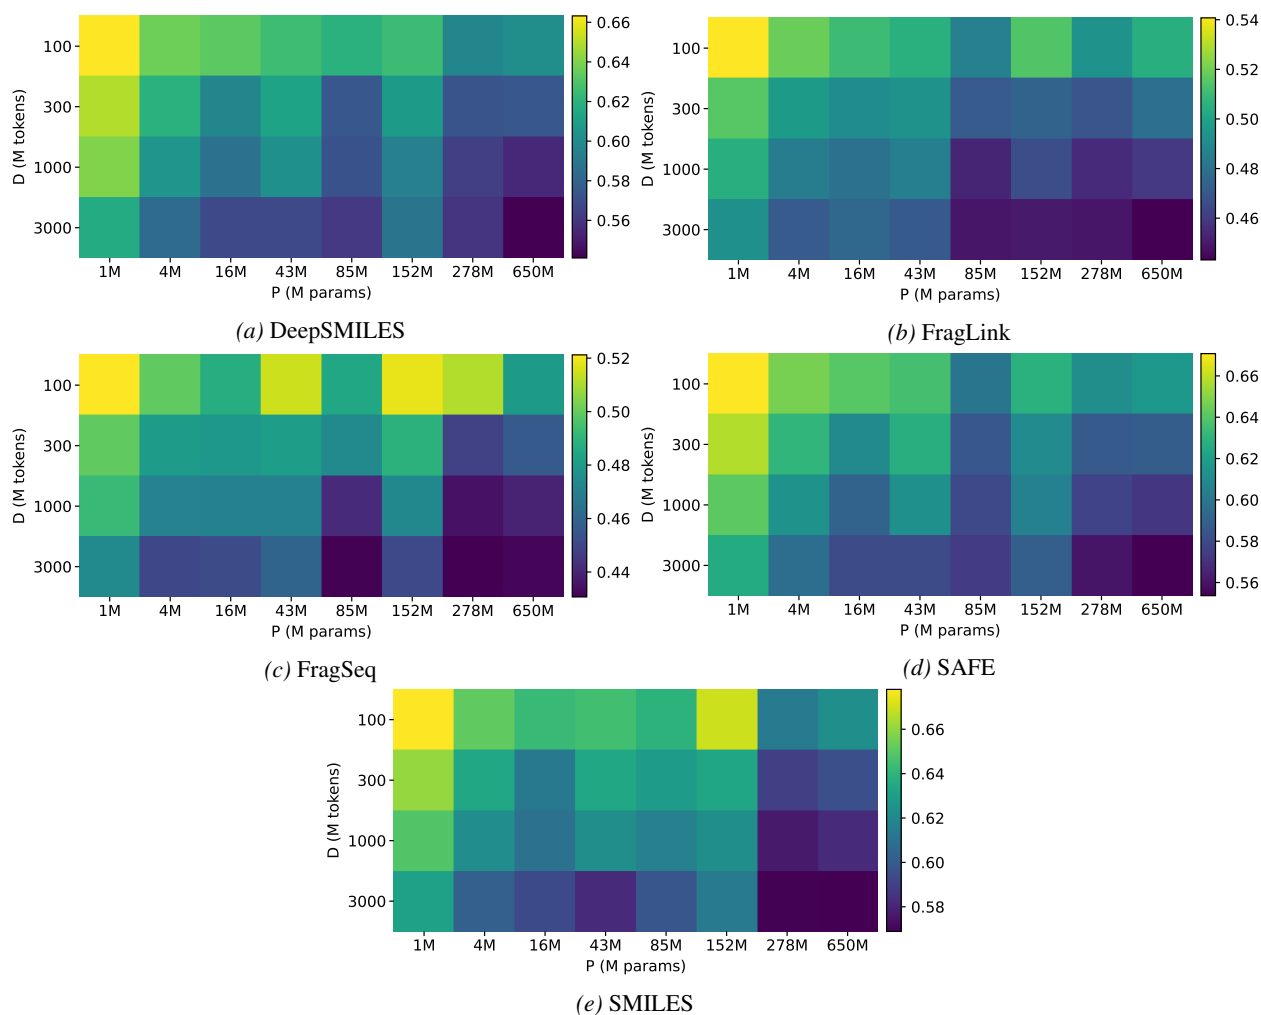 D (M tokens)
100
300
1000
3000
1M 4M 16M 43M 85M 152M 278M 650M
P (M params)
0.66
0.64
0.62
0.60
0.58
0.56
(a) DeepSMILES
D (M tokens)
100
300
1000
3000
1M 4M 16M 43M 85M 152M 278M 650M
P (M params)
0.54
0.52
0.50
0.48
0.46
(b) FragLink
D (M tokens)
100
300
1000
3000
1M 4M 16M 43M 85M 152M 278M 650M
P (M params)
0.52
0.50
0.48
0.46
0.44
(c) FragSeq
D (M tokens)
100
300
1000
3000
1M 4M 16M 43M 85M 152M 278M 650M
P (M params)
0.66
0.64
0.62
0.60
0.58
0.56
(d) SAFE
D (M tokens)
100
300
1000
3000
1M 4M 16M 43M 85M 152M 278M 650M
P (M params)
0.66
0.64
0.62
0.60
0.58
(e) SMILES